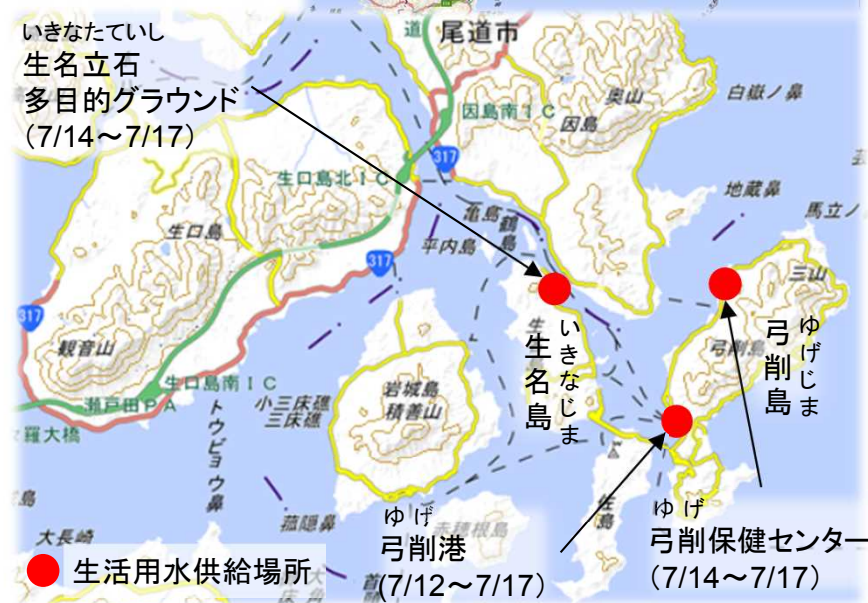 いきなたていし
生名立石
多目的グラウンド
(7/14～7/17)
尾道市
道
奥山
白嶽ノ鼻
因島南IC
因島
317
生口島北IC
地蔵鼻
馬立ノ
亀島
鶴島
生口島
平内島
317
三山
317
いきなじま
生名島
弓削島
ゆげじま
弓削島
観音山
生口島南IC
瀬戸田PA
小三床礁
三床礁
岩城島
積善山
羅大橋
トウビョウ鼻
佐島
大長崎
菰隠鼻
赤穂根島
ゆげ
弓削港
(7/12～7/17)
ゆげ
弓削保健センター
(7/14～7/17)
生活用水供給場所